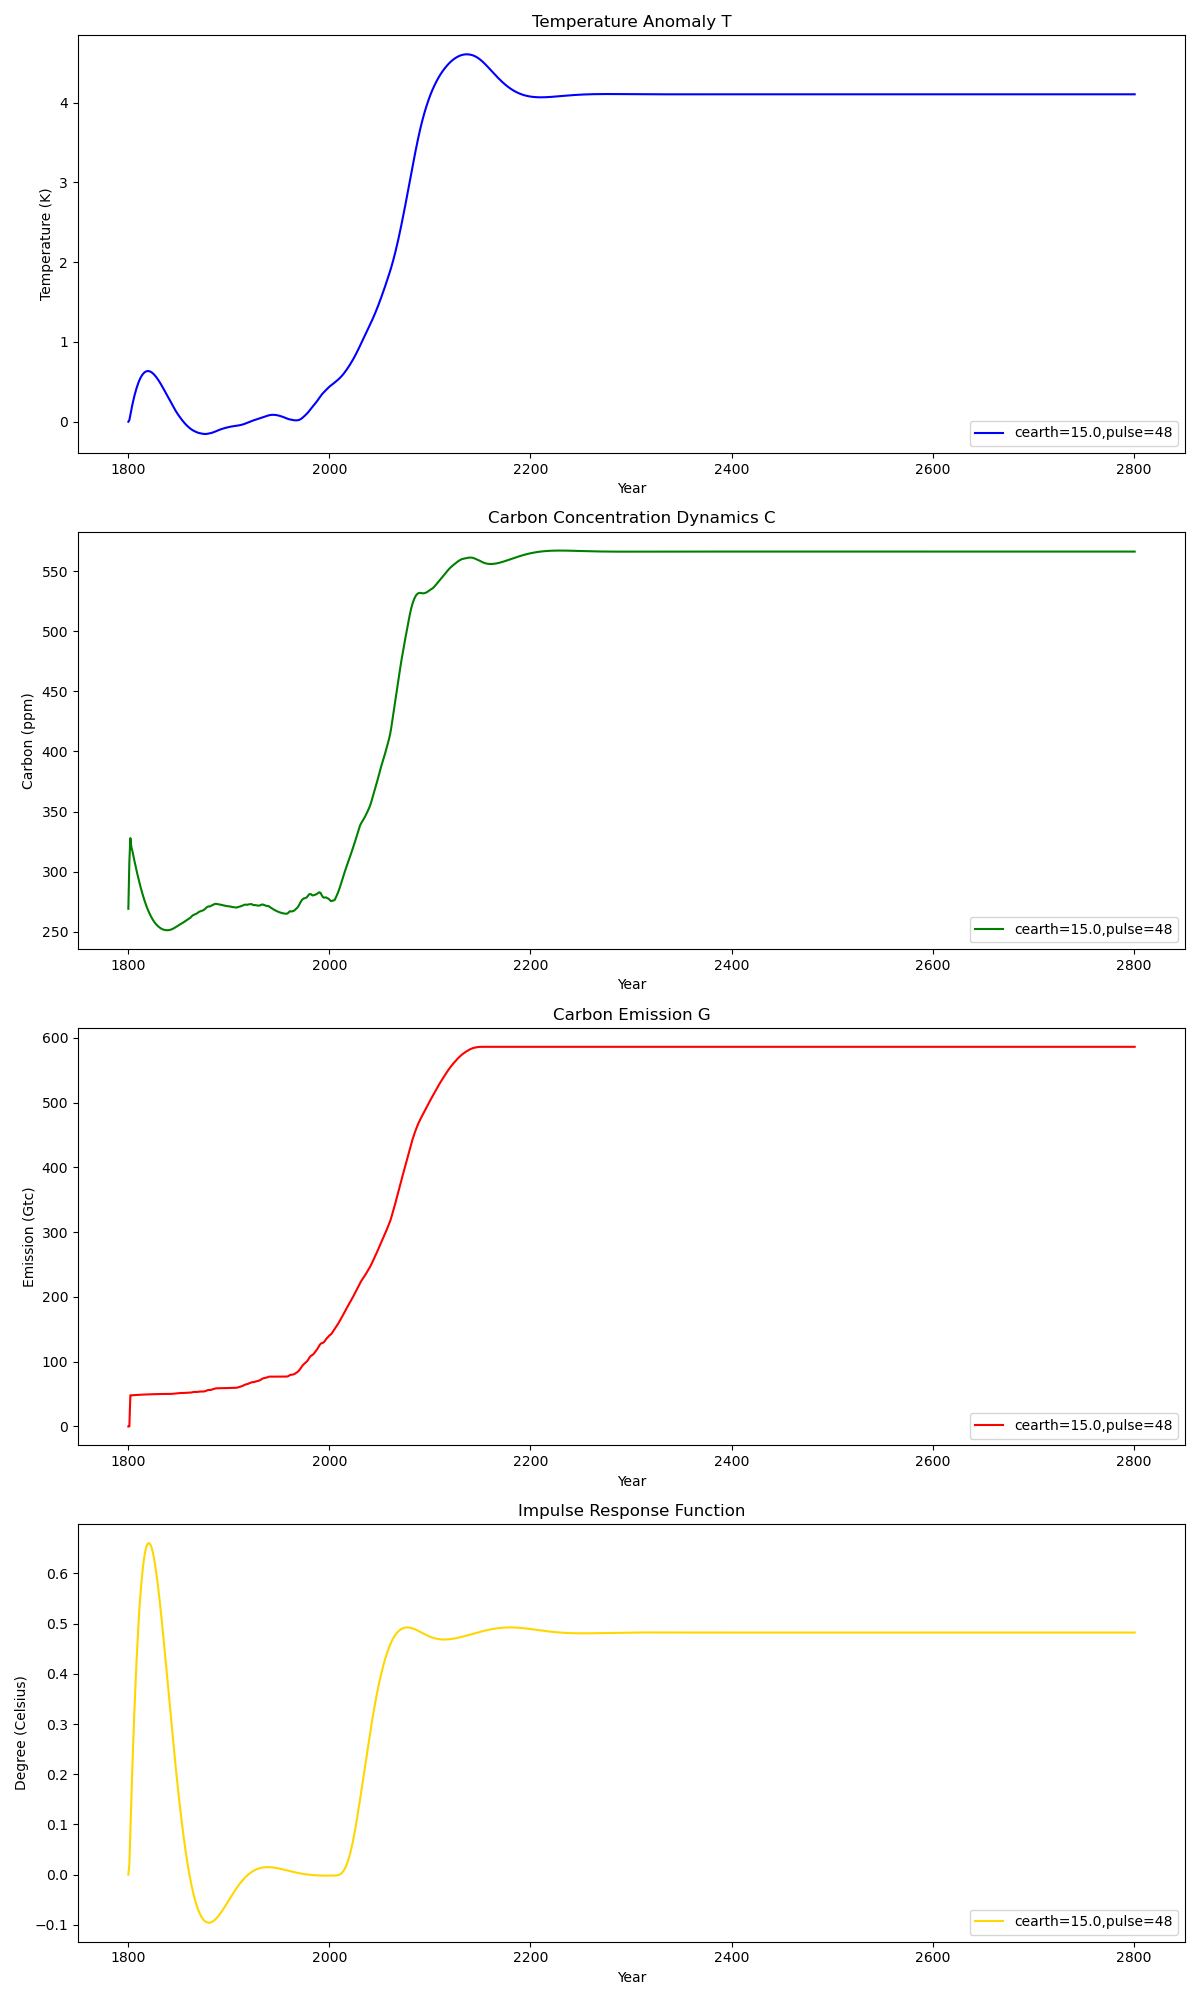 Temperature Anomaly T
Temperature (K)
4
3
2
1
0
cearth=15.0,pulse=48
1800 2000 2200 2400 2600 2800
Year
Carbon Concentration Dynamics C
Carbon (ppm)
550
500
450
400
350
300
250
cearth=15.0,pulse=48
1800 2000 2200 2400 2600 2800
Year
Carbon Emission G
Emission (Gtc)
600
500
400
300
200
100
0
cearth=15.0,pulse=48
1800 2000 2200 2400 2600 2800
Year
Impulse Response Function
Degree (Celsius)
0.6
0.5
0.4
0.3
0.2
0.1
0.0
−0.1
cearth=15.0,pulse=48
1800 2000 2200 2400 2600 2800
Year